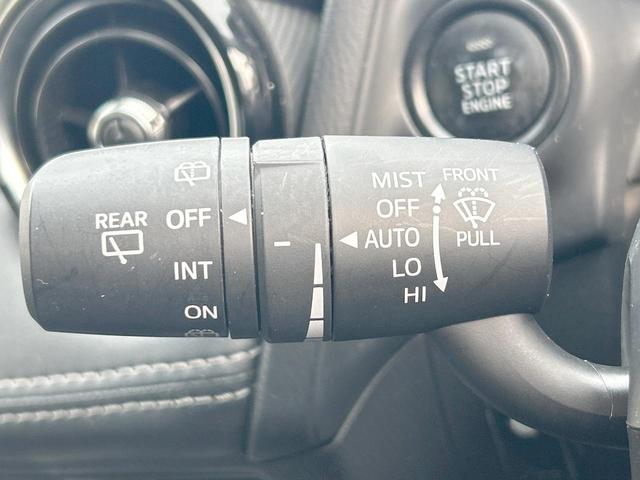 START
STOP
ENGINE
REAR
OFF
INT
ON
MIST
OFF
AUTO
LO
HI
FRONT
PULL